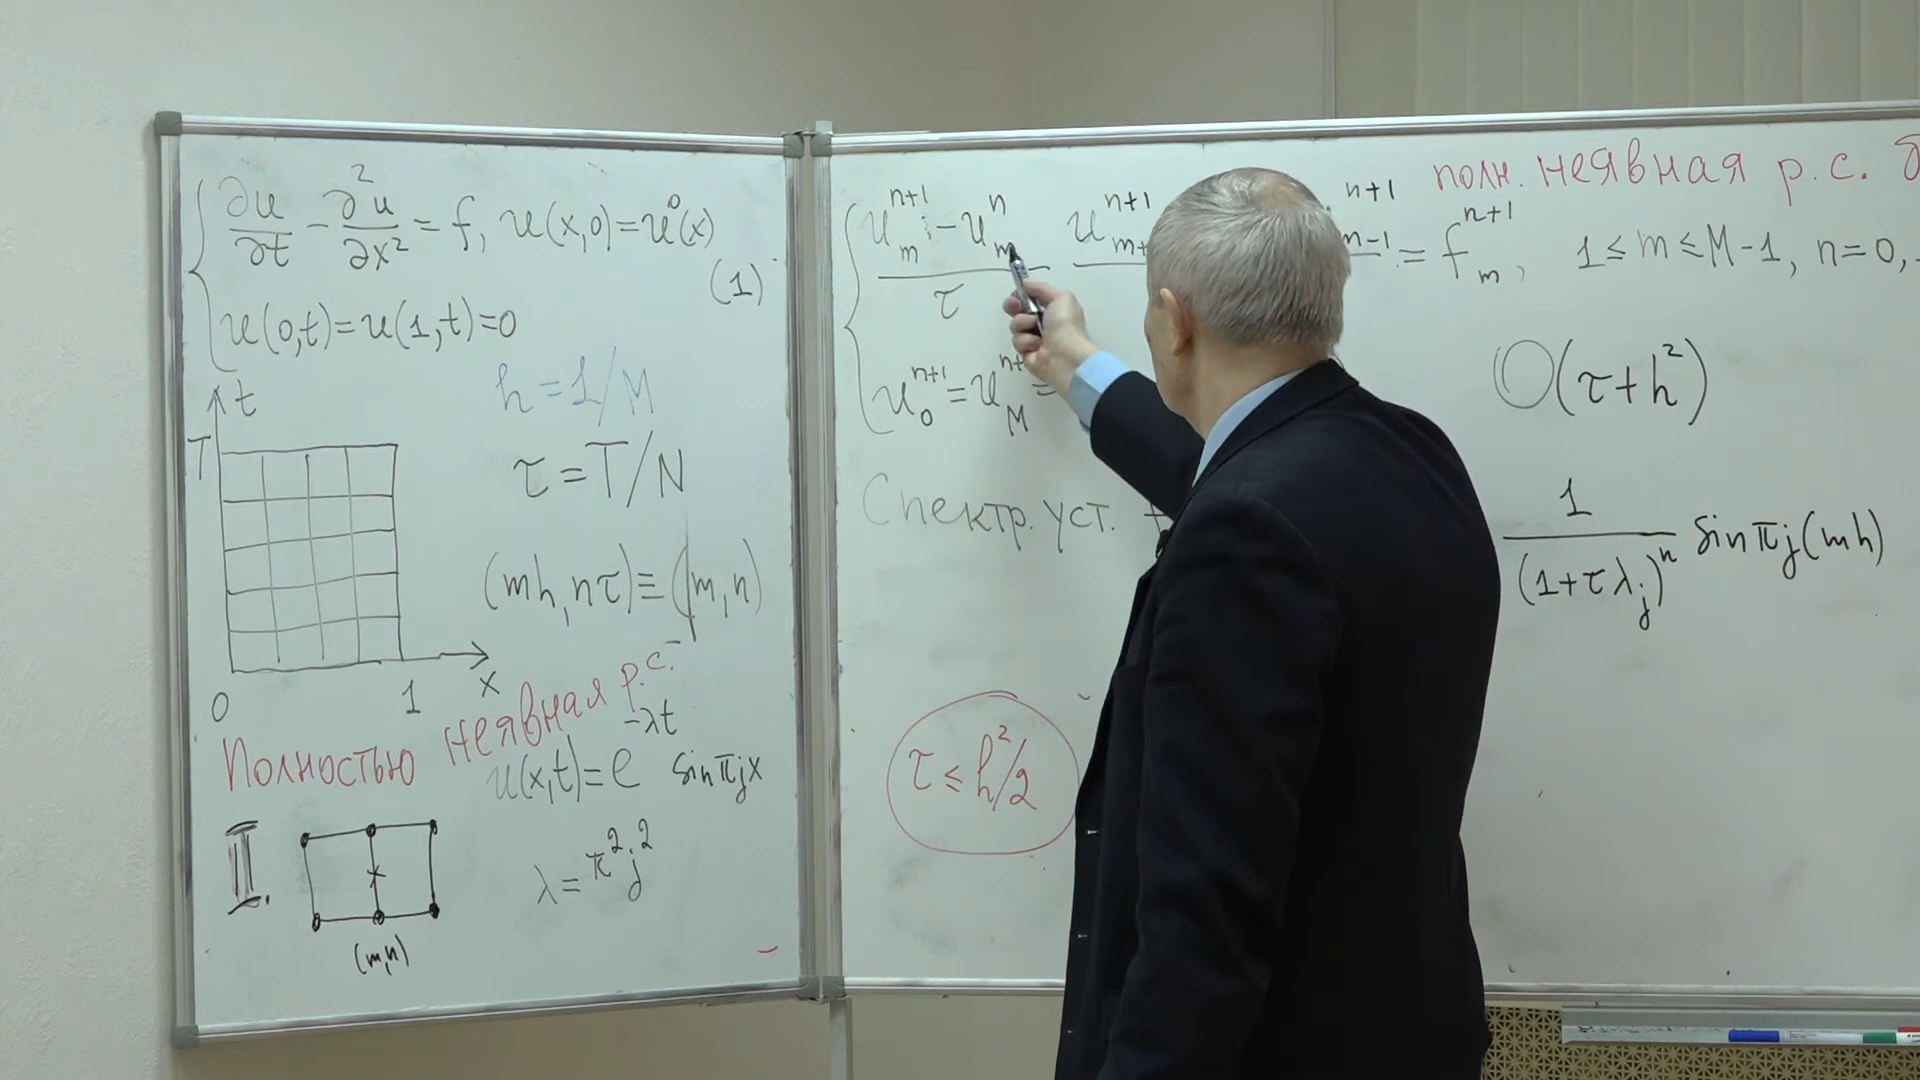 ∂u/∂t − ∂²u/∂x² = f, u(x,0)=u⁰(x)
(1)
u(0,t)=u(1,t)=0
t
T
0
1
x
h = 1/M
τ = T/N
(mh, nτ) ≡ (m, n)
Полностью неявная р.с.
u(x,t)=e^{-λt} sin πjx
λ = π²j²
II.
(m,n)
полн. неявная р.с.
(u_m^{n+1} − u_m^n)/τ
u_{m+
n+1
m−1 = f_m^{n+1}, 1 ≤ m ≤ M−1, n=0,
u_0^{n+1} = u_M^{n+ =
O(τ+h²)
Спектр. уст.
1/(1+τλ_j)^n sin πj(mh)
τ ≤ h²/2